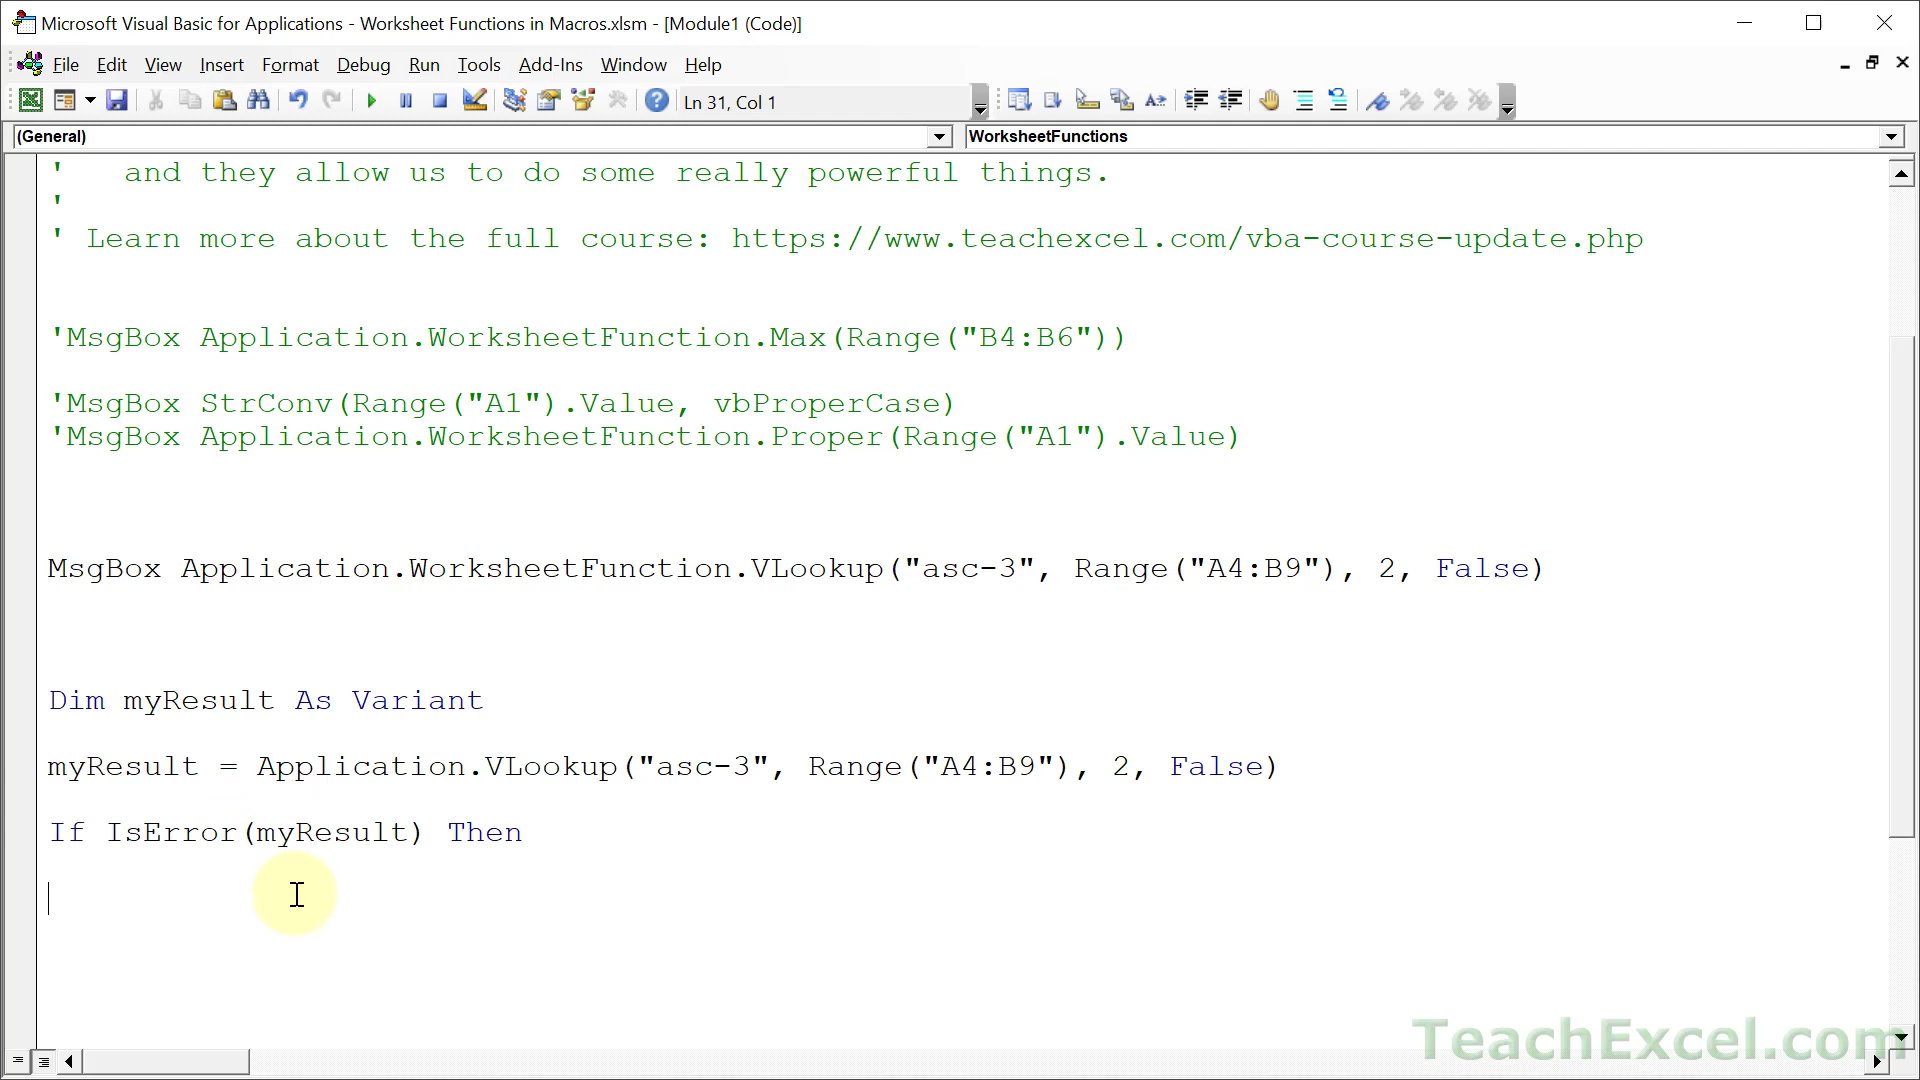 Microsoft Visual Basic for Applications - Worksheet Functions in Macros.xlsm - [Module1 (Code)]
File Edit View Insert Format Debug Run Tools Add-Ins Window Help
Ln 31, Col 1
(General) WorksheetFunctions
'   and they allow us to do some really powerful things.
'
' Learn more about the full course: https://www.teachexcel.com/vba-course-update.php
'MsgBox Application.WorksheetFunction.Max(Range("B4:B6"))
'MsgBox StrConv(Range("A1").Value, vbProperCase)
'MsgBox Application.WorksheetFunction.Proper(Range("A1").Value)
MsgBox Application.WorksheetFunction.VLookup("asc-3", Range("A4:B9"), 2, False)
Dim myResult As Variant
myResult = Application.VLookup("asc-3", Range("A4:B9"), 2, False)
If IsError(myResult) Then
TeachExcel.com